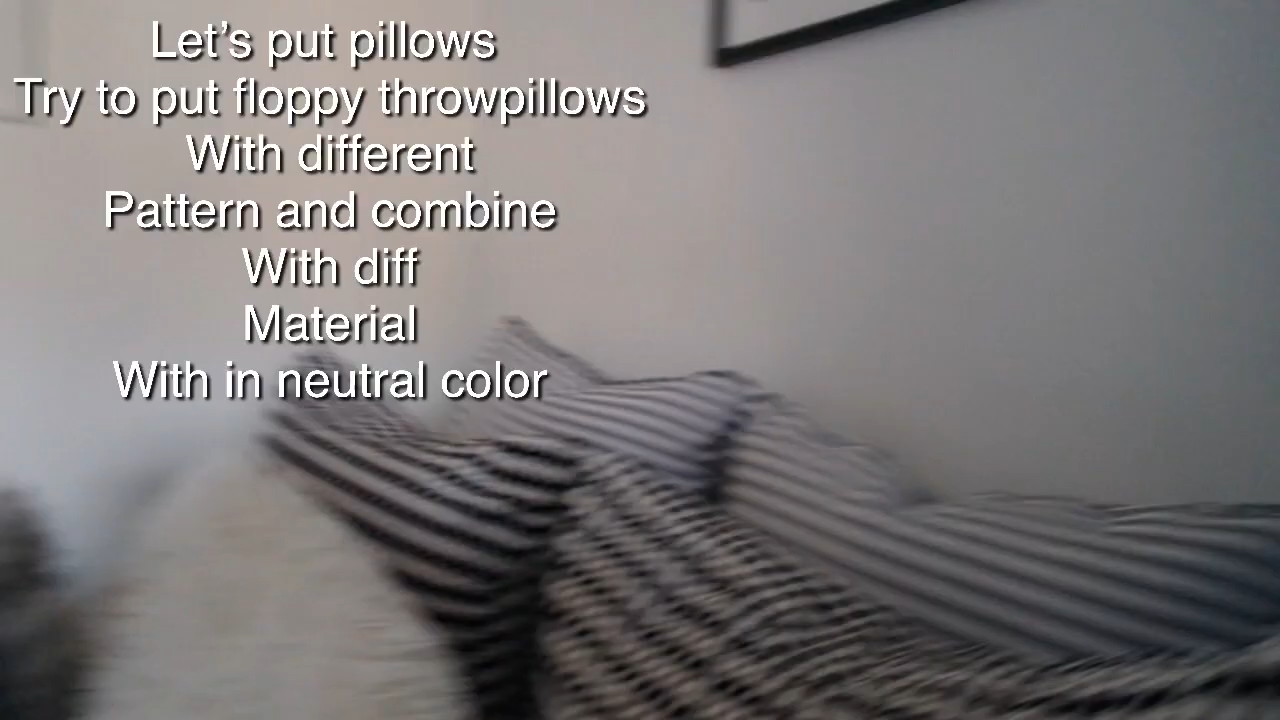 Let’s put pillows
Try to put floppy throwpillows
With different
Pattern and combine
With diff
Material
With in neutral color